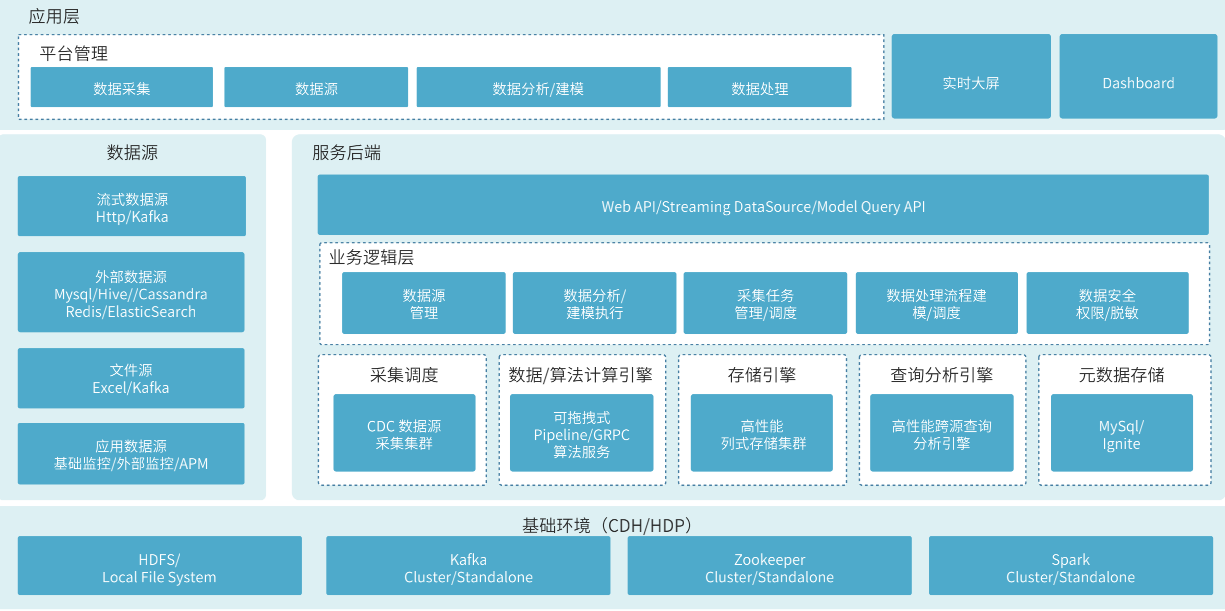 应用层
平台管理
数据采集
数据源
数据分析/建模
数据处理
实时大屏
Dashboard
数据源
流式数据源
Http/Kafka
外部数据源
Mysql/Hive//Cassandra
Redis/ElasticSearch
文件源
Excel/Kafka
应用数据源
基础监控/外部监控/APM
服务后端
Web API/Streaming DataSource/Model Query API
业务逻辑层
数据源
管理
数据分析/
建模执行
采集任务
管理/调度
数据处理流程建
模/调度
数据安全
权限/脱敏
采集调度
CDC 数据源
采集集群
数据/算法计算引擎
可拖拽式
Pipeline/GRPC
算法服务
存储引擎
高性能
列式存储集群
查询分析引擎
高性能跨源查询
分析引擎
元数据存储
MySql/
Ignite
基础环境（CDH/HDP）
HDFS/
Local File System
Kafka
Cluster/Standalone
Zookeeper
Cluster/Standalone
Spark
Cluster/Standalone